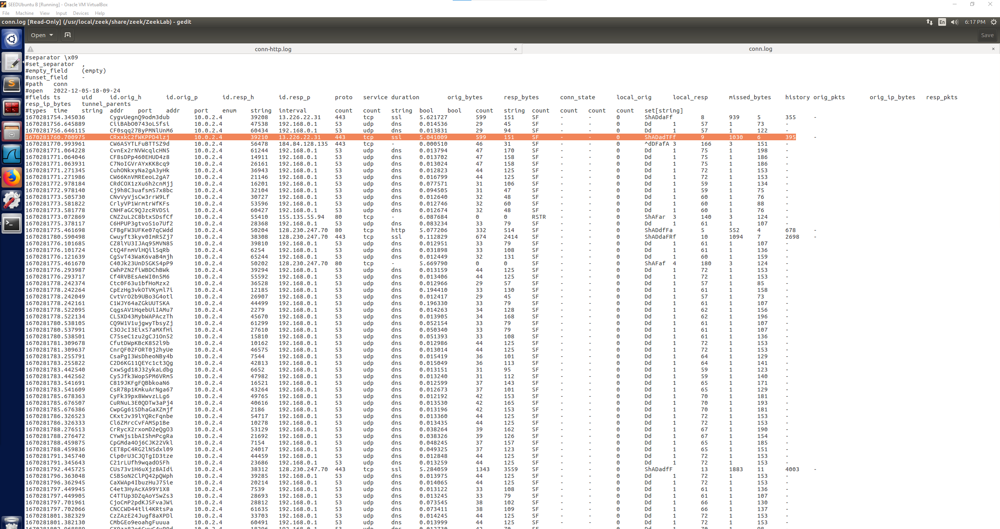 SEEDUbuntu B [Running] - Oracle VM VirtualBox
File Machine View Input Devices Help
conn.log [Read-Only] (/usr/local/zeek/share/zeek/ZeekLab) - gedit En 6:17 PM
Open Save
conn-http.log × conn.log ×
#separator \x09
#set_separator ,
#empty_field (empty)
#unset_field -
#path conn
#open 2022-12-05-18-09-24
#fields ts uid id.orig_h id.orig_p id.resp_h id.resp_p proto service duration orig_bytes resp_bytes conn_state local_orig local_resp missed_bytes history orig_pkts orig_ip_bytes resp_pkts
resp_ip_bytes tunnel_parents
#types time string addr port addr port enum string interval count count string bool bool count string count count count count set[string]
1670281754.345036 CygvUegnQ9odm3dub 10.0.2.4 39208 13.226.22.31 443 tcp ssl 5.621727 599 151 SF - - 0 ShADdaFf 8 939 5 355 -
1670281756.645889 CiiBAbO0743oL5fsi 10.0.2.4 47538 192.168.0.1 53 udp dns 0.014536 29 45 SF - - 0 Dd 1 57 1 73 -
1670281756.646115 CF0sqq27ByPMNlUnM6 10.0.2.4 60434 192.168.0.1 53 udp dns 0.013831 29 94 SF - - 0 Dd 1 57 1 122 -
1670281760.700975 CRxxkC2fWKPPD4lzj 10.0.2.4 39210 13.226.22.31 443 tcp ssl 5.041009 599 151 SF - - 0 ShADadTFf 9 1030 6 395 -
1670281770.993961 CW6A5YTLFuBTTSZ9d 10.0.2.4 56478 184.84.128.135 443 tcp - 0.000510 46 31 SF - - 0 ^dDFafA 3 166 3 151 -
1670281771.064228 CvnEx2rNVWcqlcHN5 10.0.2.4 61244 192.168.0.1 53 udp dns 0.013794 47 170 SF - - 0 Dd 1 75 1 198 -
1670281771.064046 CF8sDPp460EHUD4z8 10.0.2.4 14911 192.168.0.1 53 udp dns 0.013702 47 158 SF - - 0 Dd 1 75 1 186 -
1670281771.063931 C7NoIGVrAYxKK8cq9 10.0.2.4 26161 192.168.0.1 53 udp dns 0.013024 47 158 SF - - 0 Dd 1 75 1 186 -
1670281771.271345 CuhONkxyNa2gA3yHk 10.0.2.4 36943 192.168.0.1 53 udp dns 0.012823 44 125 SF - - 0 Dd 1 72 1 153 -
1670281771.271986 CW66KnVMREeoL2gA7 10.0.2.4 21146 192.168.0.1 53 udp dns 0.016799 44 125 SF - - 0 Dd 1 72 1 153 -
1670281772.978184 CRdCOX1zXu6h2cnMjj 10.0.2.4 16201 192.168.0.1 53 udp dns 0.077571 31 106 SF - - 0 Dd 1 59 1 134 -
1670281772.978140 Cj9h8C3uafsmS7x8bc 10.0.2.4 32104 192.168.0.1 53 udp dns 0.094505 31 47 SF - - 0 Dd 1 59 1 75 -
1670281773.505730 CNvVyVjsCw3rrW9Lf 10.0.2.4 30727 192.168.0.1 53 udp dns 0.012640 32 48 SF - - 0 Dd 1 60 1 76 -
1670281773.581822 CrlyVP1WrmtrWfKFs 10.0.2.4 53596 192.168.0.1 53 udp dns 0.012746 32 60 SF - - 0 Dd 1 60 1 88 -
1670281773.581778 CNHFaGC9QJzcRVDSi 10.0.2.4 60427 192.168.0.1 53 udp dns 0.012674 32 48 SF - - 0 Dd 1 60 1 76 -
1670281773.072869 CNZ2uL2C8btxSDsfCf 10.0.2.4 55410 155.135.55.94 80 tcp - 6.087684 0 0 RSTR - - 0 ShAFar 3 140 3 124 -
1670281775.378117 C6HPUP3gtvoS1o7Uf2 10.0.2.4 28368 192.168.0.1 53 udp dns 0.083234 33 79 SF - - 0 Dd 1 61 1 107 -
1670281775.461698 CFBgFW3UFKe07qCWdd 10.0.2.4 50204 128.230.247.70 80 tcp http 5.077206 332 514 SF - - 0 ShADdfFa 5 552 4 678 -
1670281780.590498 Cwuyft3kyv0ImR5Zj7 10.0.2.4 38308 128.230.247.70 443 tcp ssl 0.112829 674 2414 SF - - 0 ShADdaFRf 10 1094 7 2698 -
1670281776.101685 CZ8lYU3IJAq95MVN85 10.0.2.4 39810 192.168.0.1 53 udp dns 0.012951 33 79 SF - - 0 Dd 1 61 1 107 -
1670281776.101724 CtQ4FnmVlHQil5qRb 10.0.2.4 6254 192.168.0.1 53 udp dns 0.031898 33 108 SF - - 0 Dd 1 61 1 136 -
1670281776.121639 CgSvT43WaK6vaB4mjh 10.0.2.4 65244 192.168.0.1 53 udp dns 0.012449 32 131 SF - - 0 Dd 1 60 1 159 -
1670281775.461670 C40Jk23UnD5GKS4pP9 10.0.2.4 50202 128.230.247.70 80 tcp - 5.669790 0 0 SF - - 0 ShAFaf 4 180 3 124 -
1670281776.293987 CWhPZN2fiWBDChBWk 10.0.2.4 39294 192.168.0.1 53 udp dns 0.013159 44 125 SF - - 0 Dd 1 72 1 153 -
1670281776.293717 Cf4RVBEsAeWI0n5M6 10.0.2.4 55592 192.168.0.1 53 udp dns 0.013406 44 125 SF - - 0 Dd 1 72 1 153 -
1670281778.242374 Ctc0F63u1bfHoMzx2 10.0.2.4 36528 192.168.0.1 53 udp dns 0.012966 29 57 SF - - 0 Dd 1 57 1 85 -
1670281778.242264 CpEzHg3vkOTVKyml7i 10.0.2.4 12185 192.168.0.1 53 udp dns 0.194410 33 130 SF - - 0 Dd 1 61 1 158 -
1670281778.242049 CvtVrO2b9UBo3G4otl 10.0.2.4 26907 192.168.0.1 53 udp dns 0.012417 29 45 SF - - 0 Dd 1 57 1 73 -
1670281778.242161 C1WJY64aZGkUUTSKA 10.0.2.4 44499 192.168.0.1 53 udp dns 0.196330 33 79 SF - - 0 Dd 1 61 1 107 -
1670281778.522095 CqgsAV1HqebUiIAMu7 10.0.2.4 2279 192.168.0.1 53 udp dns 0.014263 34 128 SF - - 0 Dd 1 62 1 156 -
1670281778.522134 CL5XD43MybWAPAczTh 10.0.2.4 45670 192.168.0.1 53 udp dns 0.013905 34 168 SF - - 0 Dd 1 62 1 196 -
1670281780.538105 CQ9W1V1ujgwyTbsyZj 10.0.2.4 61299 192.168.0.1 53 udp dns 0.052154 33 79 SF - - 0 Dd 1 61 1 107 -
1670281780.537991 C3OJcI3EixS7aMXfHi 10.0.2.4 27610 192.168.0.1 53 udp dns 0.050340 33 79 SF - - 0 Dd 1 61 1 107 -
1670281780.538501 C75seC1zu2gCJ1On52 10.0.2.4 15810 192.168.0.1 53 udp dns 0.051393 33 108 SF - - 0 Dd 1 61 1 136 -
1670281781.309678 CfutDWpKBcK852l9b 10.0.2.4 10162 192.168.0.1 53 udp dns 0.012986 44 125 SF - - 0 Dd 1 72 1 153 -
1670281781.309637 CnrQF02FORT0j2hyUe 10.0.2.4 46575 192.168.0.1 53 udp dns 0.013014 44 125 SF - - 0 Dd 1 72 1 153 -
1670281783.255791 CsaPgI3WsDheoNBy4b 10.0.2.4 7544 192.168.0.1 53 udp dns 0.015419 36 101 SF - - 0 Dd 1 64 1 129 -
1670281783.255822 C2D6KG11QEYc1ct3Qg 10.0.2.4 42813 192.168.0.1 53 udp dns 0.015049 36 113 SF - - 0 Dd 1 64 1 141 -
1670281783.442540 CxwSgd18J32ykaLdbg 10.0.2.4 6652 192.168.0.1 53 udp dns 0.013151 31 95 SF - - 0 Dd 1 59 1 123 -
1670281783.442562 Cy5Jfk3WopSPM6VRm5 10.0.2.4 47982 192.168.0.1 53 udp dns 0.013240 31 112 SF - - 0 Dd 1 59 1 140 -
1670281783.541691 C819JKFgFQBbkoaN6 10.0.2.4 16521 192.168.0.1 53 udp dns 0.012599 37 143 SF - - 0 Dd 1 65 1 171 -
1670281783.541609 CsR78p1KmkuArNga67 10.0.2.4 43264 192.168.0.1 53 udp dns 0.012673 37 101 SF - - 0 Dd 1 65 1 129 -
1670281785.678363 CyFk39px8WwvzLLg6 10.0.2.4 49765 192.168.0.1 53 udp dns 0.012192 42 153 SF - - 0 Dd 1 70 1 181 -
1670281785.676507 CuRNuL3E0QDTw3aPj4 10.0.2.4 40616 192.168.0.1 53 udp dns 0.013530 42 165 SF - - 0 Dd 1 70 1 193 -
1670281785.676386 CwpGg61SDhaGaXZmjf 10.0.2.4 2186 192.168.0.1 53 udp dns 0.013196 42 153 SF - - 0 Dd 1 70 1 181 -
1670281786.326523 CKxtJv39lYQRcFqnbe 10.0.2.4 54717 192.168.0.1 53 udp dns 0.013360 44 125 SF - - 0 Dd 1 72 1 153 -
1670281786.326333 Cl6ZMrcCvFAMSp1Be 10.0.2.4 10278 192.168.0.1 53 udp dns 0.013435 44 125 SF - - 0 Dd 1 72 1 153 -
1670281788.276513 CrRycX2rxomD2eQgO3 10.0.2.4 53129 192.168.0.1 53 udp dns 0.038264 39 162 SF - - 0 Dd 1 67 1 190 -
1670281788.276472 CYwNjs1bAI5hmPcgRa 10.0.2.4 21692 192.168.0.1 53 udp dns 0.038326 39 126 SF - - 0 Dd 1 67 1 154 -
1670281788.459875 CpGMda4Oj6CJK22Vkl 10.0.2.4 7154 192.168.0.1 53 udp dns 0.048245 37 157 SF - - 0 Dd 1 65 1 185 -
1670281788.459836 CET8pC4RG2lNSdxl09 10.0.2.4 24017 192.168.0.1 53 udp dns 0.049325 37 123 SF - - 0 Dd 1 65 1 151 -
1670281791.345740 Cip0rU3CJQTgID3tze 10.0.2.4 44459 192.168.0.1 53 udp dns 0.012848 44 125 SF - - 0 Dd 1 72 1 153 -
1670281791.345643 C21rLUfh9wqadO5Fh 10.0.2.4 23686 192.168.0.1 53 udp dns 0.013259 44 125 SF - - 0 Dd 1 72 1 153 -
1670281792.445725 CUs73v1H6uXjz8AIdi 10.0.2.4 38312 128.230.247.70 443 tcp ssl 5.284059 1343 3559 SF - - 0 ShADadfF 13 1883 11 4003 -
1670281796.363048 C5B5oN2ClPQ42pQWph 10.0.2.4 39285 192.168.0.1 53 udp dns 0.013975 44 125 SF - - 0 Dd 1 72 1 153 -
1670281796.362945 CaXWAp4IbuzHuJ75ie 10.0.2.4 20214 192.168.0.1 53 udp dns 0.014065 44 125 SF - - 0 Dd 1 72 1 153 -
1670281797.449945 C4et3HyAcXA99Y1X8 10.0.2.4 7539 192.168.0.1 53 udp dns 0.013122 33 108 SF - - 0 Dd 1 61 1 136 -
1670281797.449905 C4TTUp3DZqAoYSwZs3 10.0.2.4 28693 192.168.0.1 53 udp dns 0.013245 33 79 SF - - 0 Dd 1 61 1 107 -
1670281797.701961 CjoCmP2pdKJSFvaJWi 10.0.2.4 28812 192.168.0.1 53 udp dns 0.073545 38 102 SF - - 0 Dd 1 66 1 130 -
1670281797.702066 CNCCWD44tli4KRtsPa 10.0.2.4 61635 192.168.0.1 53 udp dns 0.073411 38 109 SF - - 0 Dd 1 66 1 137 -
1670281801.382329 CzZAzE24Jugf8aXPDl 10.0.2.4 33703 192.168.0.1 53 udp dns 0.014245 44 125 SF - - 0 Dd 1 72 1 153 -
1670281801.382130 CMbGEo9eoahgFuuua 10.0.2.4 60491 192.168.0.1 53 udp dns 0.013999 44 125 SF - - 0 Dd 1 72 1 153 -